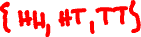 { HH, HT, TT}